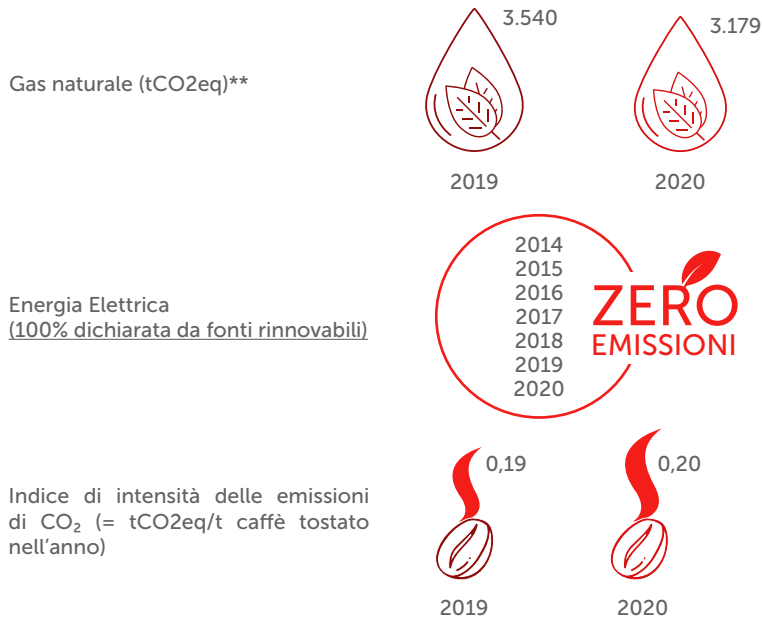 Gas naturale (tCO2eq)**
3.540
3.179
2019
2020
Energia Elettrica
(100% dichiarata da fonti rinnovabili)
2014
2015
2016
2017
2018
2019
2020
ZERO
EMISSIONI
Indice di intensità delle emissioni
di CO₂ (= tCO2eq/t caffè tostato
nell’anno)
0,19
0,20
2019
2020